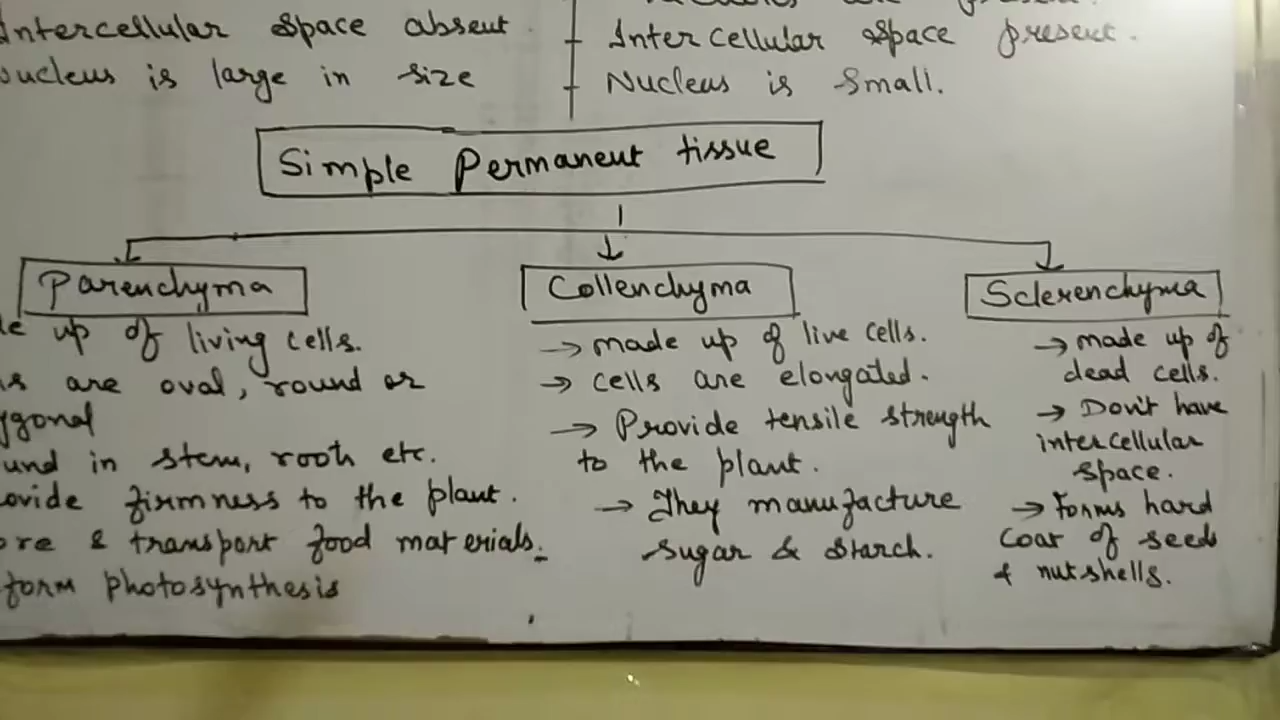 Intercellular space absent
Nucleus is large in size
Intercellular space present.
Nucleus is small.
Simple Permanent tissue
Parenchyma
up of living cells.
are oval, round or
und in stem, root etc.
ovide firmness to the plant.
ore & transport food materials.
form photosynthesis
Collenchyma
→ made up of live cells.
→ cells are elongated.
→ Provide tensile strength
to the plant.
→ They manufacture
sugar & starch.
Sclerenchyma
→ made up of
dead cells.
→ Don't have
intercellular
space.
→ Forms hard
coat of seeds
& nutshells.